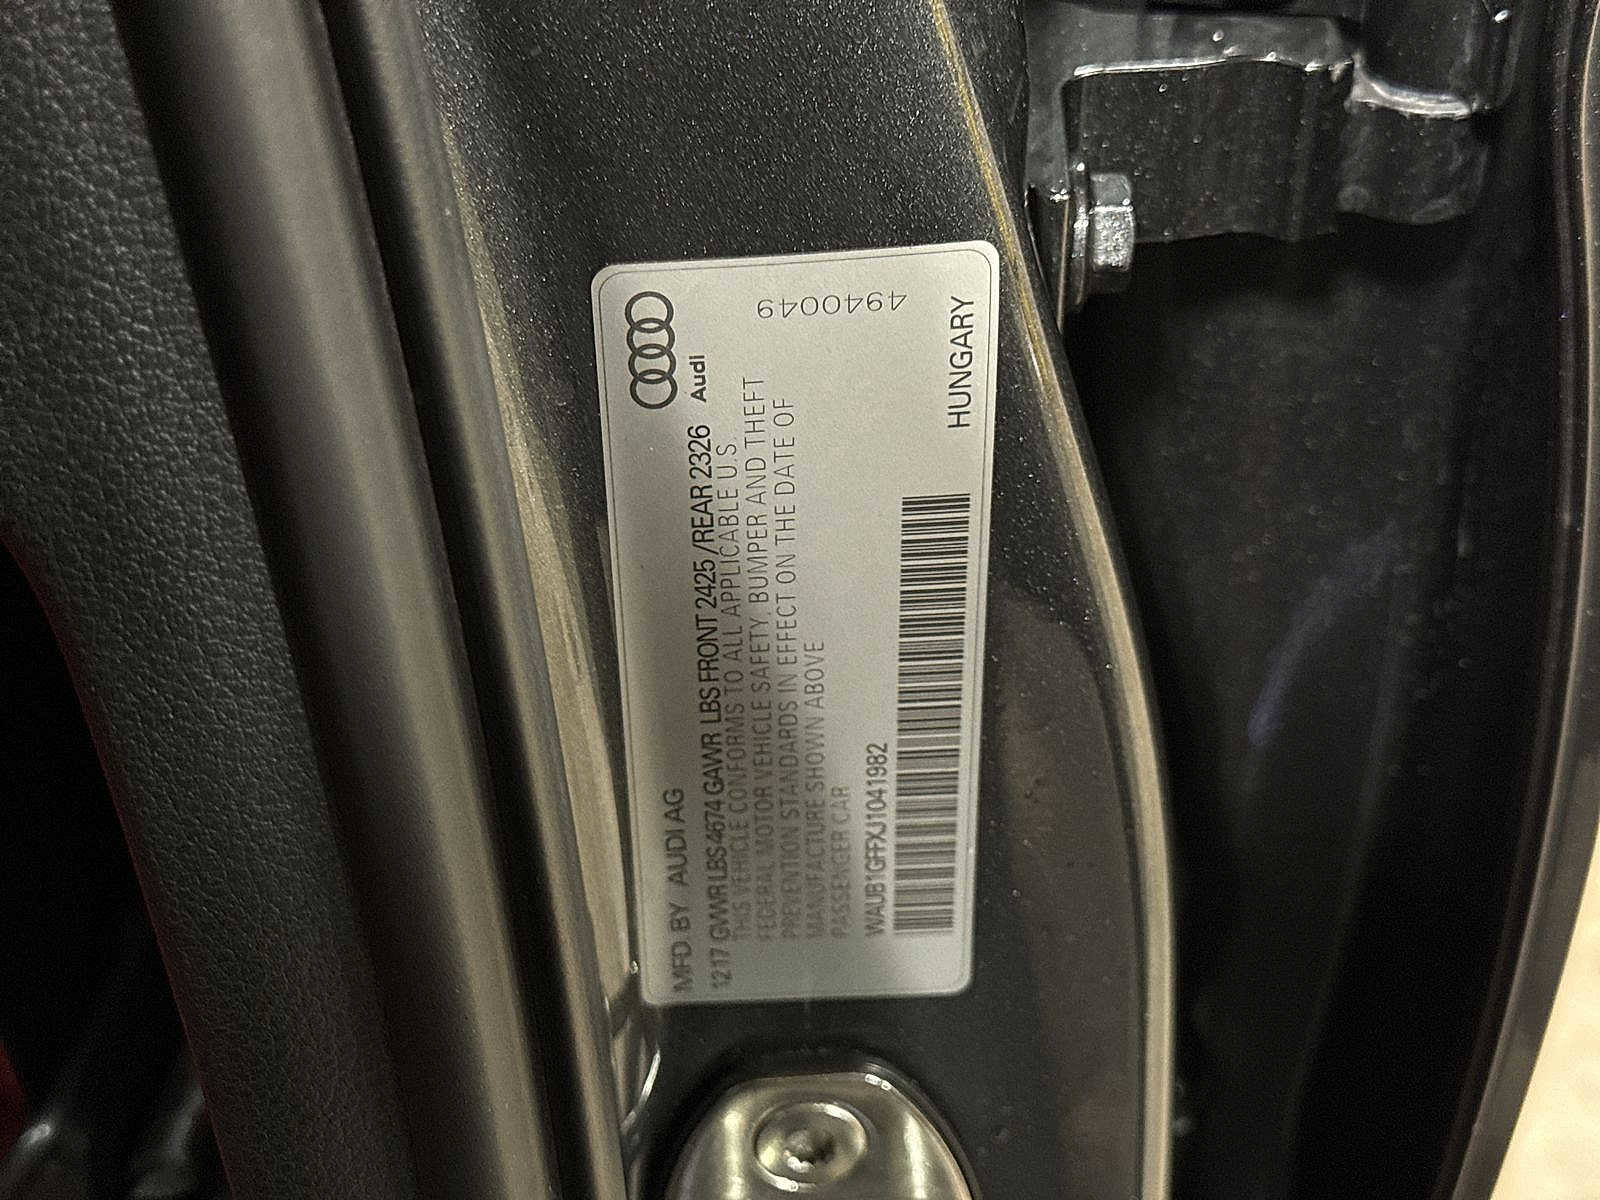 Audi
4940049
MFD BY AUDI AG
12 17 GVWR LBS 4674 GAWR LBS FRONT 2425 / REAR 2326
THIS VEHICLE CONFORMS TO ALL APPLICABLE U.S.
FEDERAL MOTOR VEHICLE SAFETY, BUMPER AND THEFT
PREVENTION STANDARDS IN EFFECT ON THE DATE OF
MANUFACTURE SHOWN ABOVE
PASSENGER CAR
WAUB1GFFXJ1041982
HUNGARY